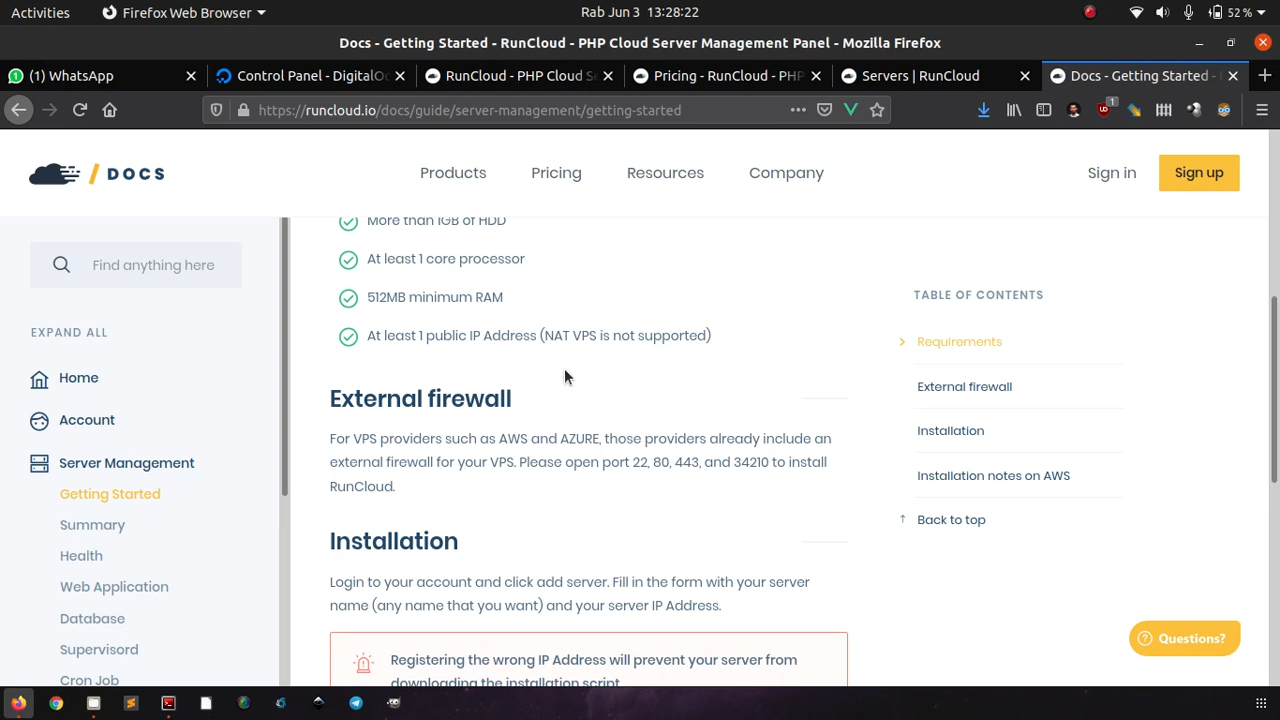 Activities
Firefox Web Browser
Rab Jun 3 13:28:22
52 %
Docs - Getting Started - RunCloud - PHP Cloud Server Management Panel - Mozilla Firefox
(1) WhatsApp
Control Panel - DigitalOc
RunCloud - PHP Cloud S
Pricing - RunCloud - PHP
Servers | RunCloud
Docs - Getting Started -
https://runcloud.io/docs/guide/server-management/getting-started
1
/ DOCS
Products
Pricing
Resources
Company
Sign in
Sign up
Find anything here
EXPAND ALL
Home
Account
Server Management
Getting Started
Summary
Health
Web Application
Database
Supervisord
Cron Job
More than 1GB of HDD
At least 1 core processor
512MB minimum RAM
At least 1 public IP Address (NAT VPS is not supported)
External firewall
For VPS providers such as AWS and AZURE, those providers already include an
external firewall for your VPS. Please open port 22, 80, 443, and 34210 to install
RunCloud.
Installation
Login to your account and click add server. Fill in the form with your server
name (any name that you want) and your server IP Address.
Registering the wrong IP Address will prevent your server from
downloading the installation script.
TABLE OF CONTENTS
Requirements
External firewall
Installation
Installation notes on AWS
Back to top
Questions?